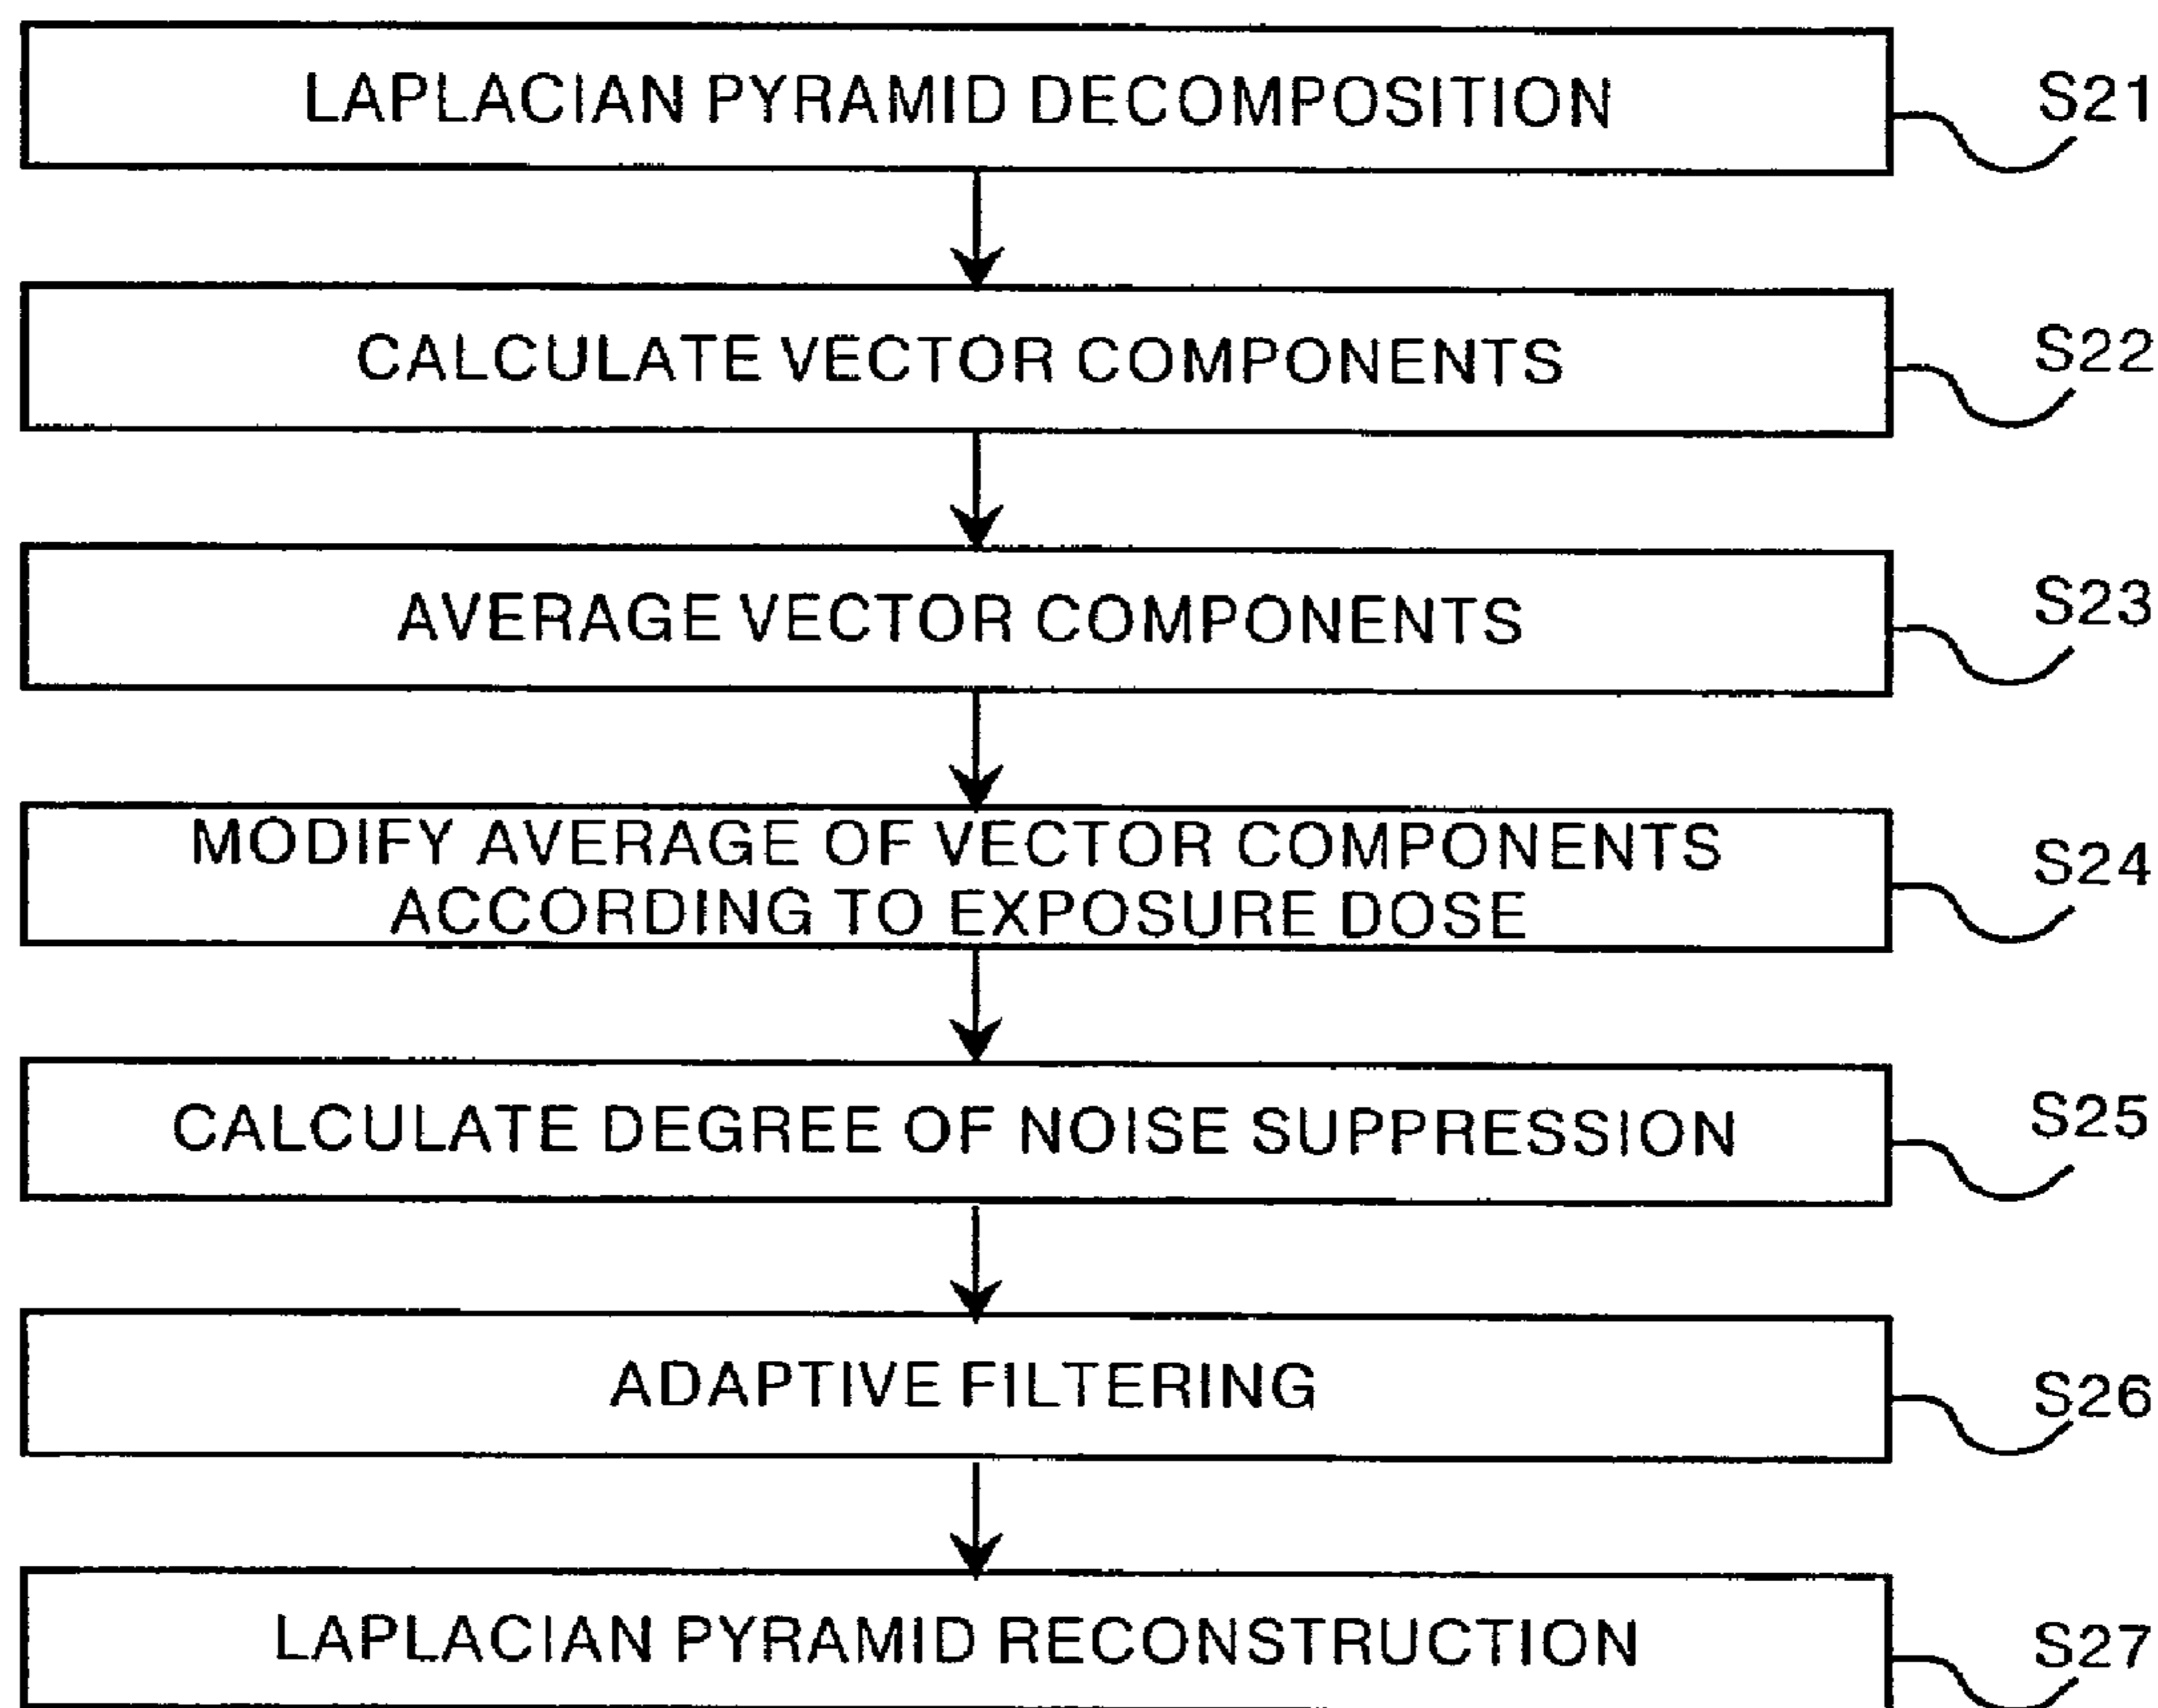 LAPLACIAN PYRAMID DECOMPOSITION S21
CALCULATE VECTOR COMPONENTS S22
AVERAGE VECTOR COMPONENTS S23
MODIFY AVERAGE OF VECTOR COMPONENTS
ACCORDING TO EXPOSURE DOSE S24
CALCULATE DEGREE OF NOISE SUPPRESSION S25
ADAPTIVE FILTERING S26
LAPLACIAN PYRAMID RECONSTRUCTION S27